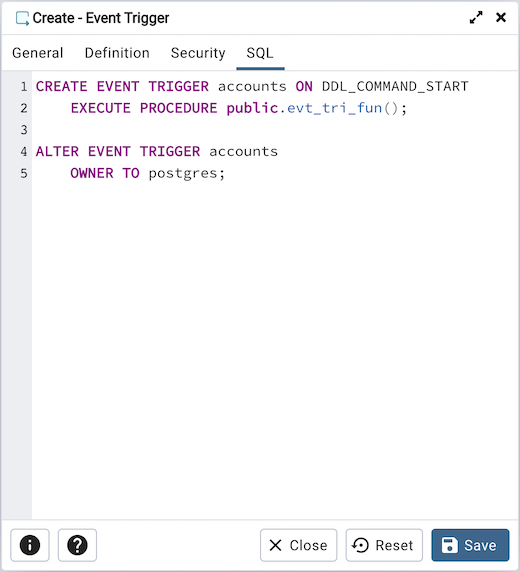 Create - Event Trigger
General Definition Security SQL
1 CREATE EVENT TRIGGER accounts ON DDL_COMMAND_START
2 EXECUTE PROCEDURE public.evt_tri_fun();
3
4 ALTER EVENT TRIGGER accounts
5 OWNER TO postgres;
Close Reset Save